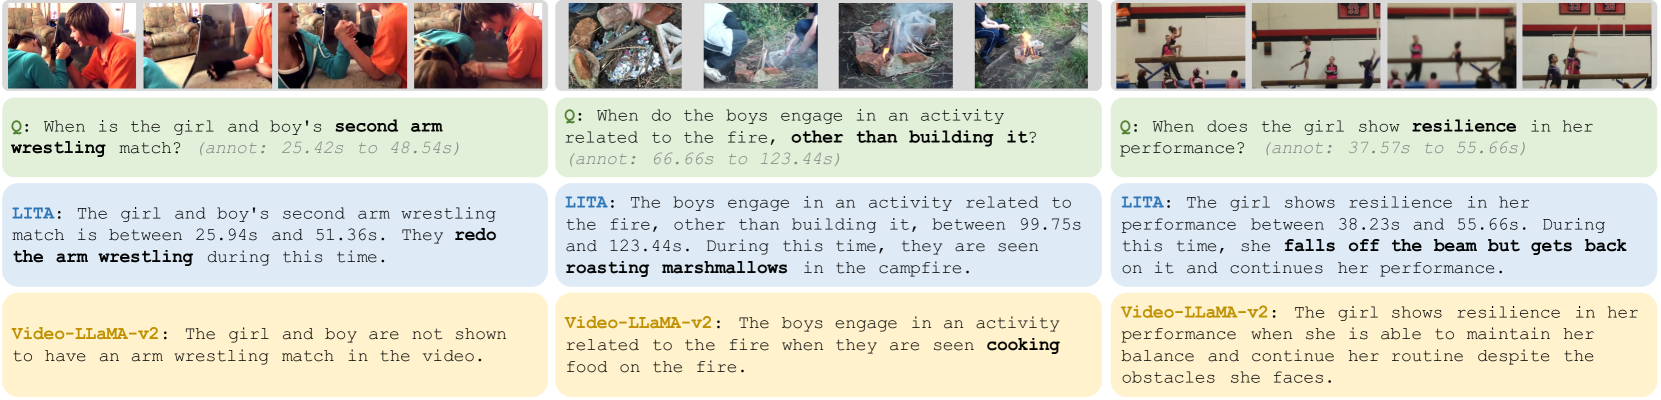 Q: When is the girl and boy's second arm
wrestling match? (annot: 25.42s to 48.54s)
LITA: The girl and boy's second arm wrestling
match is between 25.94s and 51.36s. They redo
the arm wrestling during this time.
Video-LLaMA-v2: The girl and boy are not shown
to have an arm wrestling match in the video.
Q: When do the boys engage in an activity
related to the fire, other than building it?
(annot: 66.66s to 123.44s)
LITA: The boys engage in an activity related to
the fire, other than building it, between 99.75s
and 123.44s. During this time, they are seen
roasting marshmallows in the campfire.
Video-LLaMA-v2: The boys engage in an activity
related to the fire when they are seen cooking
food on the fire.
Q: When does the girl show resilience in her
performance? (annot: 37.57s to 55.66s)
LITA: The girl shows resilience in her
performance between 38.23s and 55.66s. During
this time, she falls off the beam but gets back
on it and continues her performance.
Video-LLaMA-v2: The girl shows resilience in her
performance when she is able to maintain her
balance and continue her routine despite the
obstacles she faces.